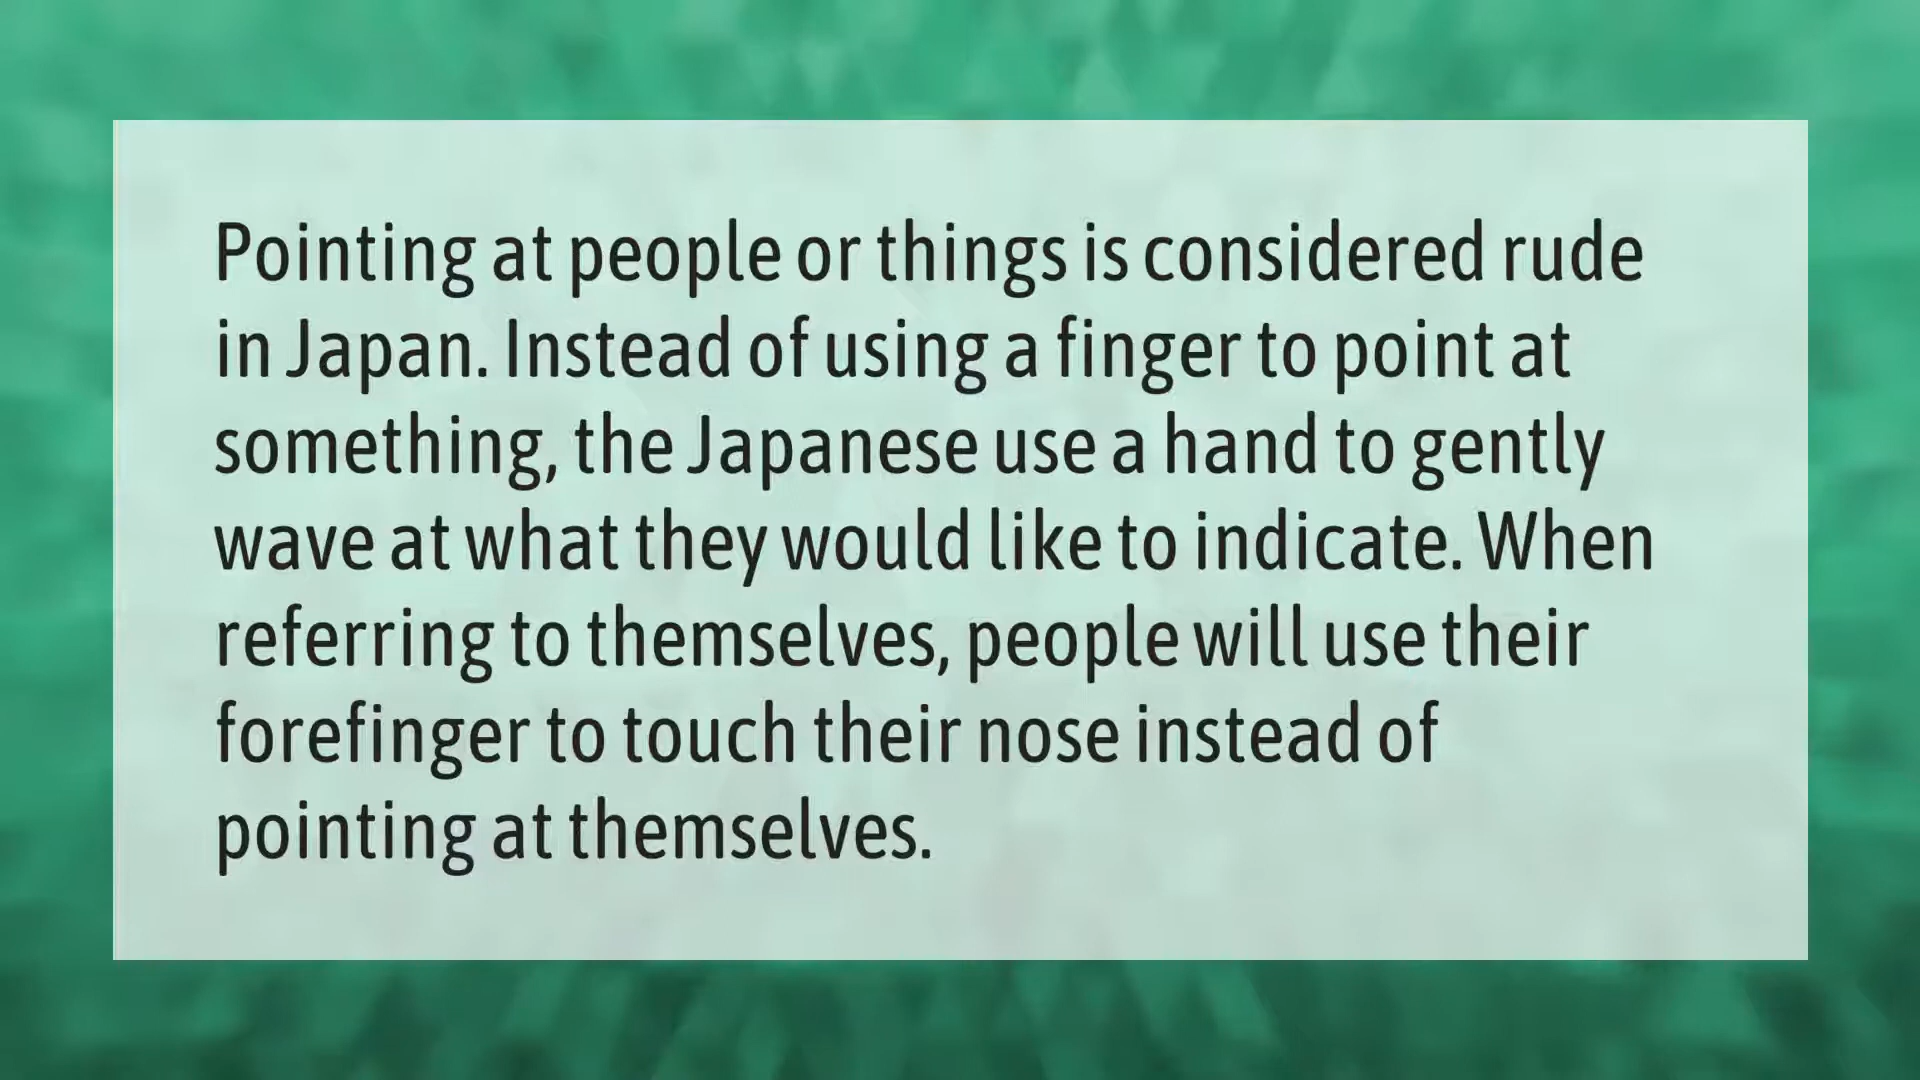 Pointing at people or things is considered rude
in Japan. Instead of using a finger to point at
something, the Japanese use a hand to gently
wave at what they would like to indicate. When
referring to themselves, people will use their
forefinger to touch their nose instead of
pointing at themselves.